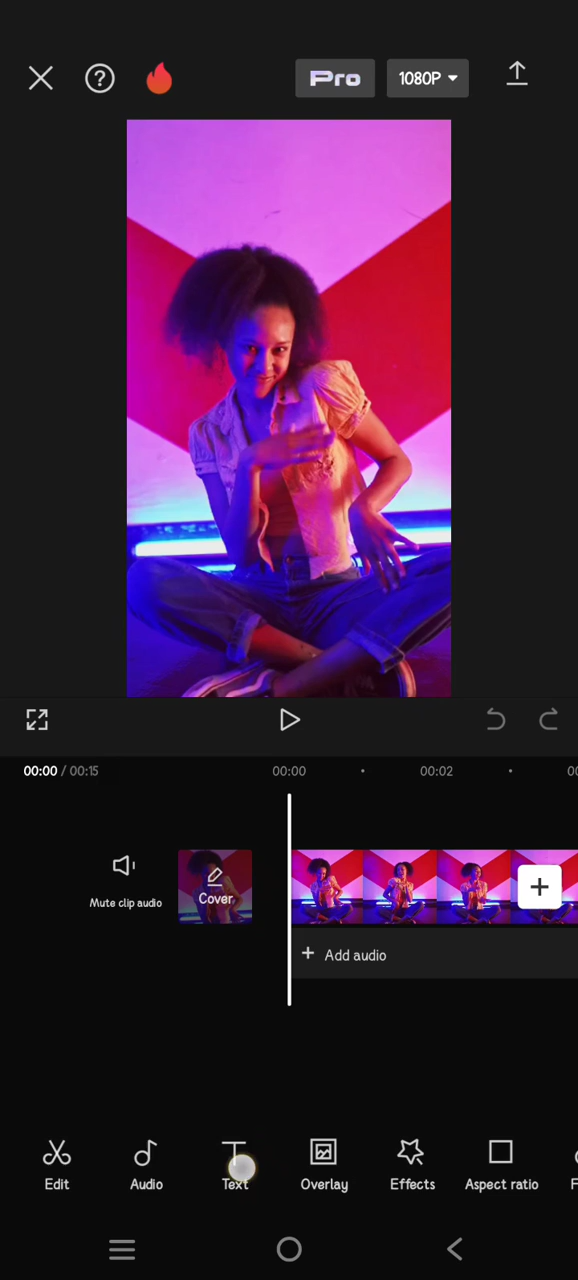 Pro 1080P
00:00 / 00:15 00:00 00:02
Mute clip audio
Cover
Add audio
Edit Audio Text Overlay Effects Aspect ratio